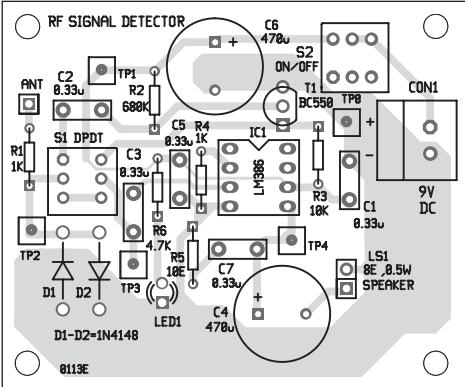 RF SIGNAL DETECTOR
C6
470u
+
S2
ON/OFF
ANT
C2
0.33u
TP1
R2
680K
T1
BC550
TP0
CON1
+
−
9V
DC
S1 DPDT
R1
1K
C5
0.33u
R4
1K
IC1
LM386
C3
0.33u
R3
10K
C1
0.33u
R6
4.7K
R5
10E
TP2
TP3
TP4
C7
0.33u
LS1
8E ,0.5W
SPEAKER
D1
D2
LED1
C4
470u
+
D1-D2=1N4148
0113E